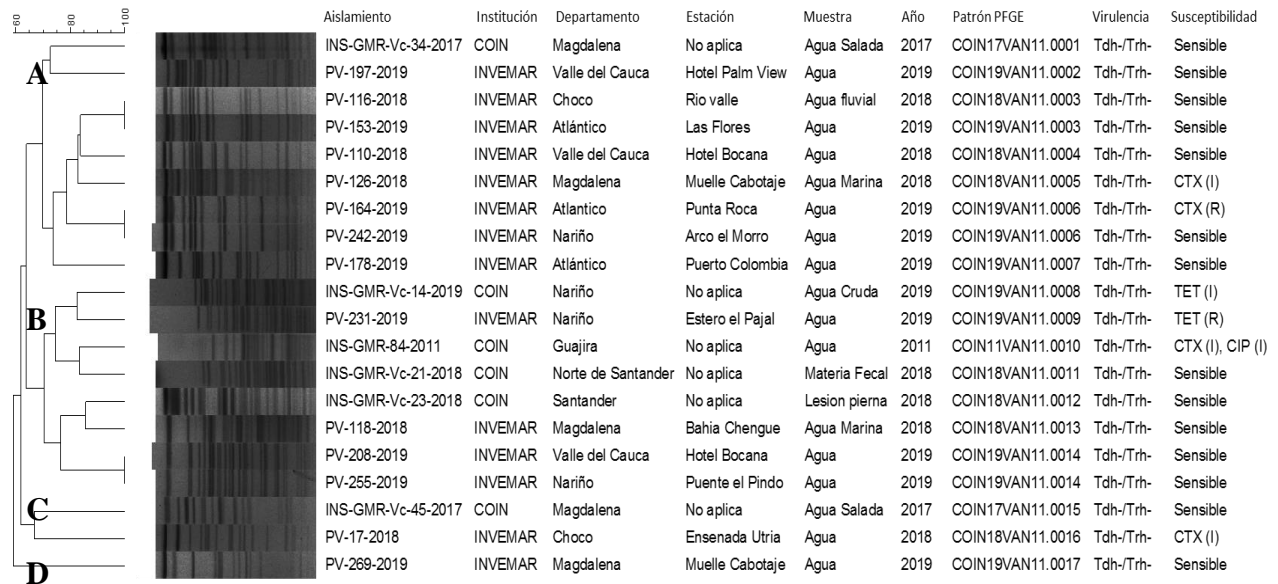 60 80 100
Aislamiento Institución Departamento Estación Muestra Año Patrón PFGE Virulencia Susceptibilidad
INS-GMR-Vc-34-2017 COIN Magdalena No aplica Agua Salada 2017 COIN17VAN11.0001 Tdh-/Trh- Sensible
A PV-197-2019 INVEMAR Valle del Cauca Hotel Palm View Agua 2019 COIN19VAN11.0002 Tdh-/Trh- Sensible
PV-116-2018 INVEMAR Choco Rio valle Agua fluvial 2018 COIN18VAN11.0003 Tdh-/Trh- Sensible
PV-153-2019 INVEMAR Atlántico Las Flores Agua 2019 COIN19VAN11.0003 Tdh-/Trh- Sensible
PV-110-2018 INVEMAR Valle del Cauca Hotel Bocana Agua 2018 COIN18VAN11.0004 Tdh-/Trh- Sensible
PV-126-2018 INVEMAR Magdalena Muelle Cabotaje Agua Marina 2018 COIN18VAN11.0005 Tdh-/Trh- CTX (I)
PV-164-2019 INVEMAR Atlantico Punta Roca Agua 2019 COIN19VAN11.0006 Tdh-/Trh- CTX (R)
PV-242-2019 INVEMAR Nariño Arco el Morro Agua 2019 COIN19VAN11.0006 Tdh-/Trh- Sensible
PV-178-2019 INVEMAR Atlántico Puerto Colombia Agua 2019 COIN19VAN11.0007 Tdh-/Trh- Sensible
INS-GMR-Vc-14-2019 COIN Nariño No aplica Agua Cruda 2019 COIN19VAN11.0008 Tdh-/Trh- TET (I)
B PV-231-2019 INVEMAR Nariño Estero el Pajal Agua 2019 COIN19VAN11.0009 Tdh-/Trh- TET (R)
INS-GMR-84-2011 COIN Guajira No aplica Agua 2011 COIN11VAN11.0010 Tdh-/Trh- CTX (I), CIP (I)
INS-GMR-Vc-21-2018 COIN Norte de Santander No aplica Materia Fecal 2018 COIN18VAN11.0011 Tdh-/Trh- Sensible
INS-GMR-Vc-23-2018 COIN Santander No aplica Lesion pierna 2018 COIN18VAN11.0012 Tdh-/Trh- Sensible
PV-118-2018 INVEMAR Magdalena Bahia Chengue Agua Marina 2018 COIN18VAN11.0013 Tdh-/Trh- Sensible
PV-208-2019 INVEMAR Valle del Cauca Hotel Bocana Agua 2019 COIN19VAN11.0014 Tdh-/Trh- Sensible
PV-255-2019 INVEMAR Nariño Puente el Pindo Agua 2019 COIN19VAN11.0014 Tdh-/Trh- Sensible
C INS-GMR-Vc-45-2017 COIN Magdalena No aplica Agua Salada 2017 COIN17VAN11.0015 Tdh-/Trh- Sensible
PV-17-2018 INVEMAR Choco Ensenada Utria Agua 2018 COIN18VAN11.0016 Tdh-/Trh- CTX (I)
D PV-269-2019 INVEMAR Magdalena Muelle Cabotaje Agua 2019 COIN19VAN11.0017 Tdh-/Trh- Sensible